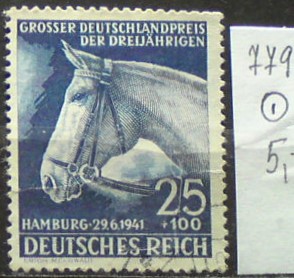 GROSSER DEUTSCHLANDPREIS
DER DREIJÄHRIGEN
779
1
5,-
25
+100
HAMBURG·29.6.1941
DEUTSCHES REICH